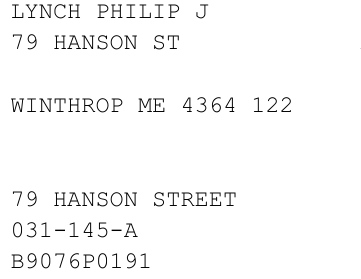 LYNCH PHILIP J
79 HANSON ST
WINTHROP ME 4364 122
79 HANSON STREET
031-145-A
B9076P0191